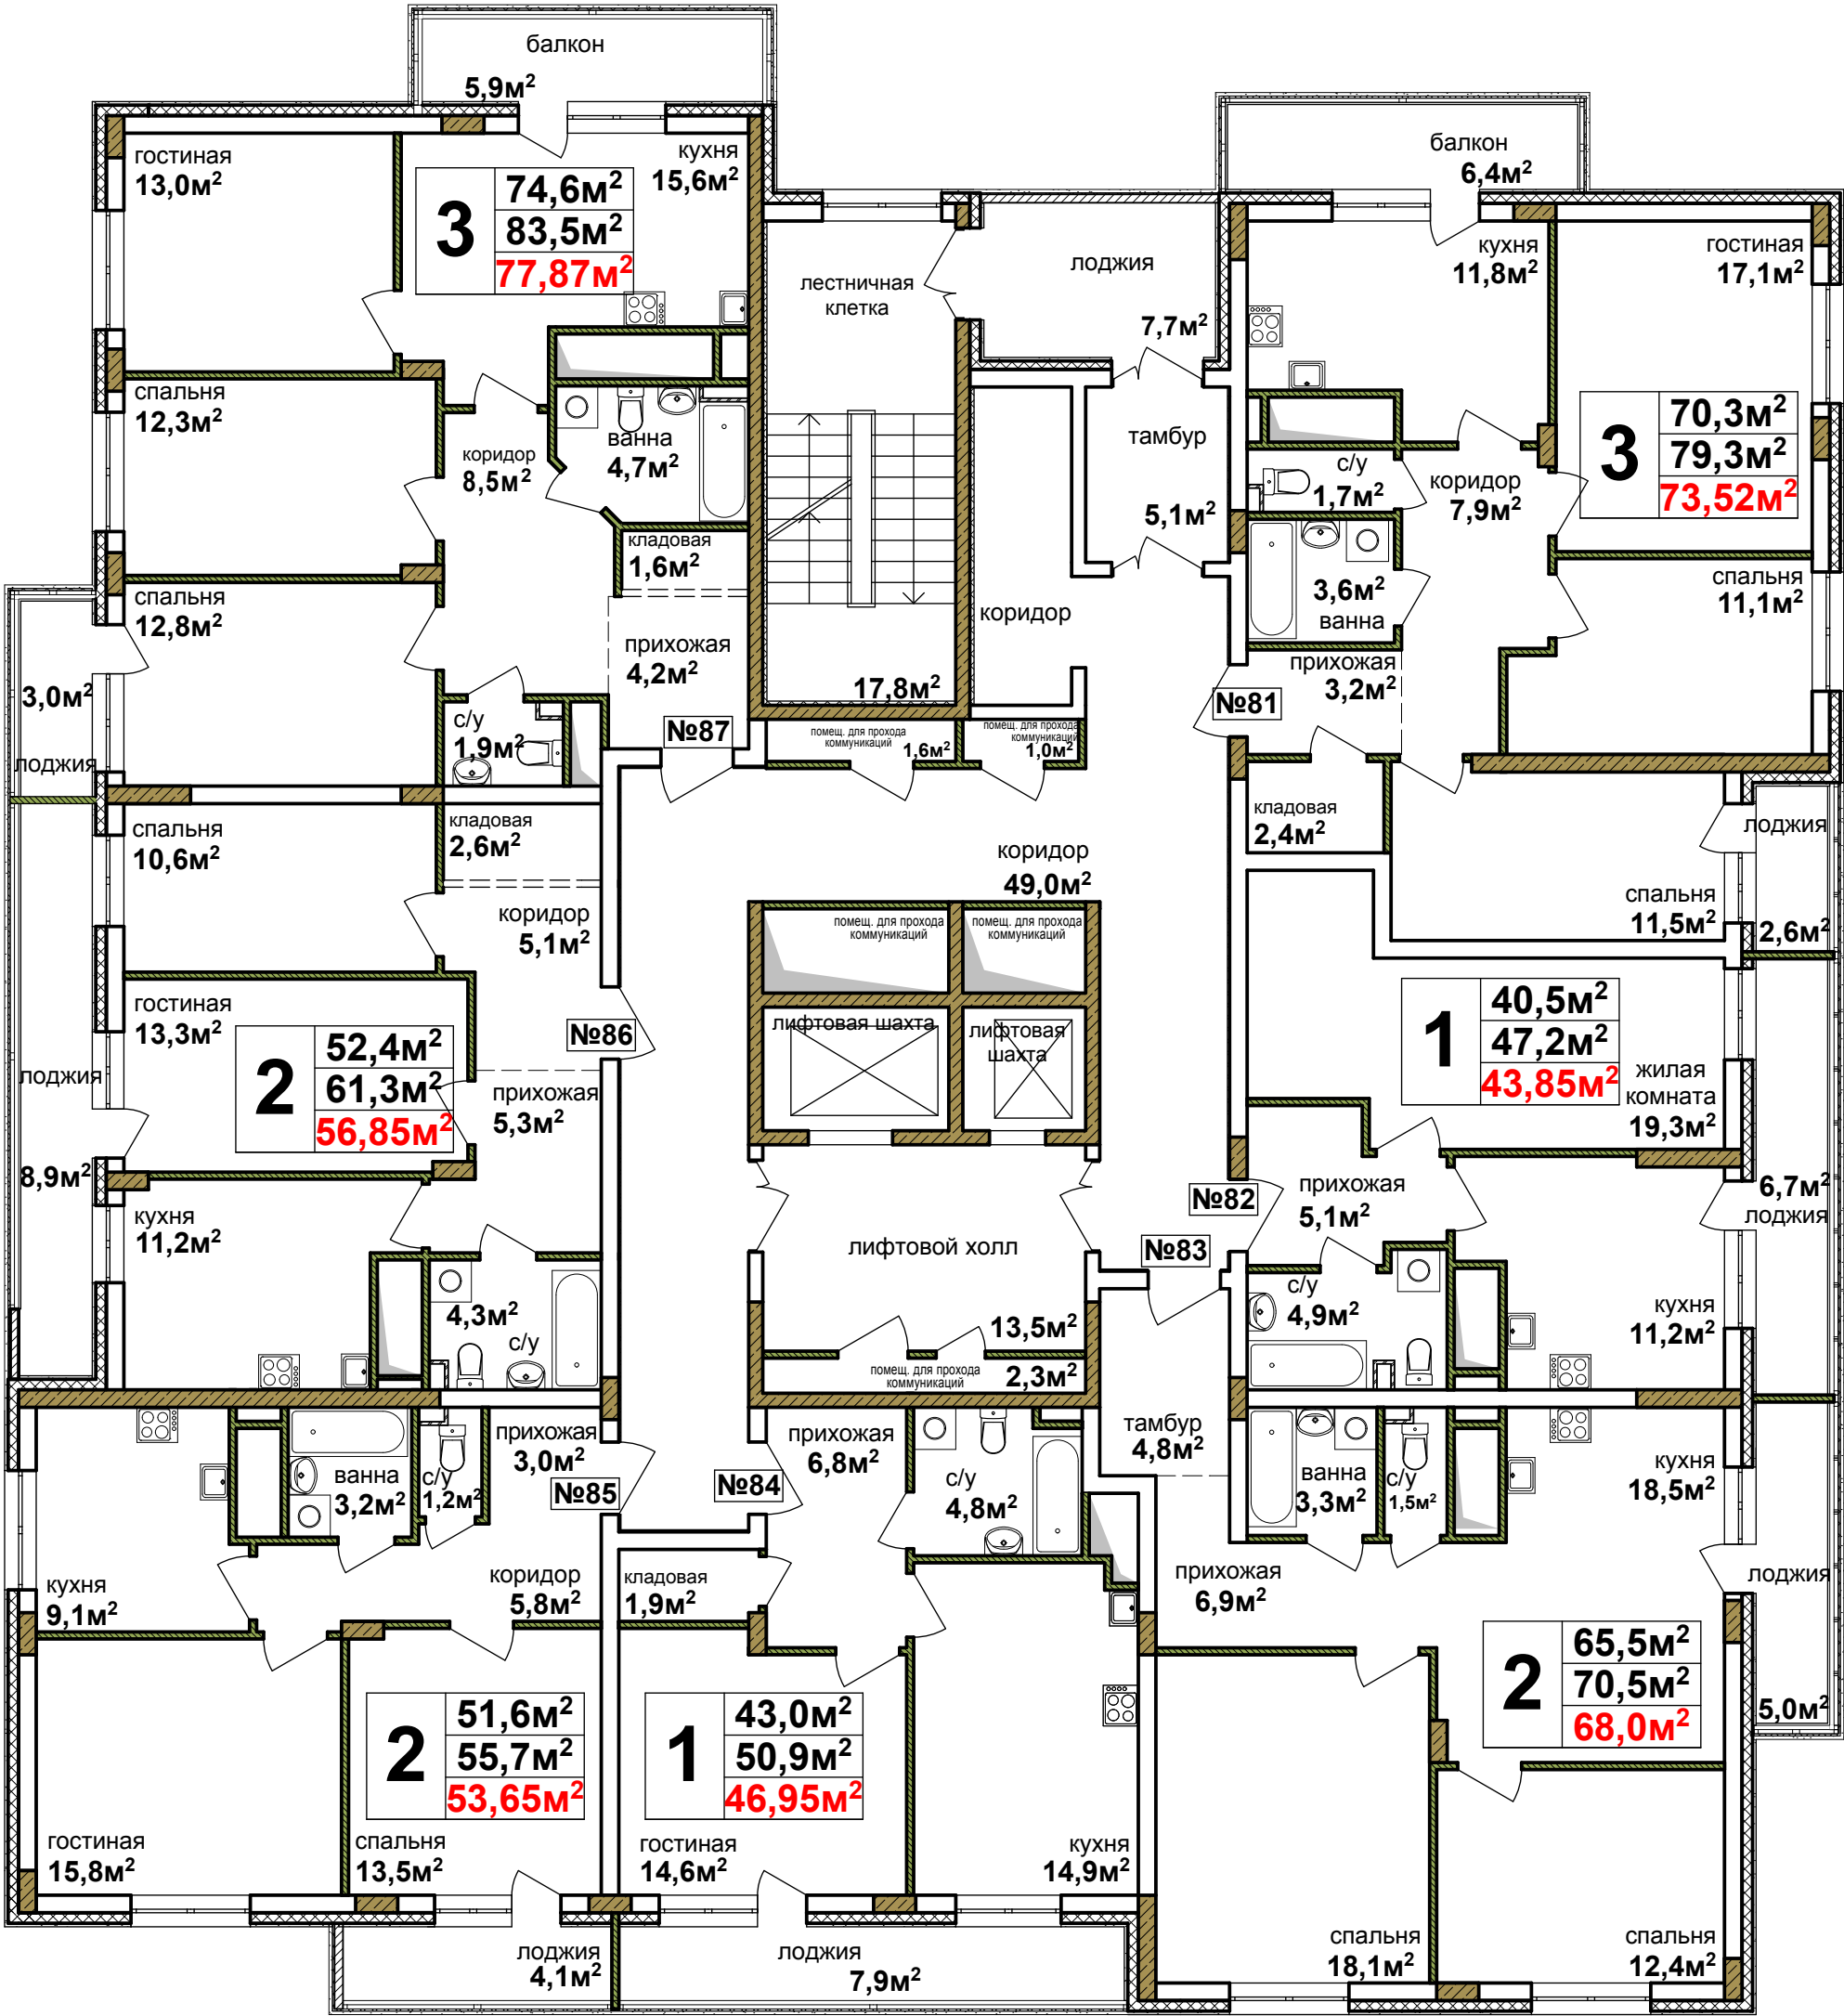 балкон
5,9м²
гостиная
13,0м²
кухня
15,6м²
3
74,6м²
83,5м²
77,87м²
спальня
12,3м²
коридор
8,5м²
ванна
4,7м²
кладовая
1,6м²
спальня
12,8м²
прихожая
4,2м²
3,0м²
лоджия
с/у
1,9м²
№87
лестничная
клетка
17,8м²
лоджия
7,7м²
тамбур
5,1м²
коридор
помещ. для прохода
коммуникаций
1,6м²
помещ. для прохода
коммуникаций
1,0м²
балкон
6,4м²
кухня
11,8м²
гостиная
17,1м²
3
70,3м²
79,3м²
73,52м²
с/у
1,7м²
коридор
7,9м²
3,6м²
ванна
спальня
11,1м²
прихожая
3,2м²
№81
кладовая
2,4м²
лоджия
2,6м²
спальня
11,5м²
коридор
49,0м²
помещ. для прохода
коммуникаций
помещ. для прохода
коммуникаций
лифтовая шахта
лифтовая
шахта
лифтовой холл
13,5м²
помещ. для прохода
коммуникаций
2,3м²
спальня
10,6м²
кладовая
2,6м²
коридор
5,1м²
гостиная
13,3м²
2
52,4м²
61,3м²
56,85м²
№86
прихожая
5,3м²
лоджия
8,9м²
кухня
11,2м²
4,3м²
с/у
1
40,5м²
47,2м²
43,85м²
жилая
комната
19,3м²
№82
прихожая
5,1м²
6,7м²
лоджия
№83
с/у
4,9м²
кухня
11,2м²
прихожая
3,0м²
ванна
3,2м²
с/у
1,2м²
№85
кухня
9,1м²
коридор
5,8м²
2
51,6м²
55,7м²
53,65м²
гостиная
15,8м²
спальня
13,5м²
лоджия
4,1м²
№84
прихожая
6,8м²
с/у
4,8м²
кладовая
1,9м²
1
43,0м²
50,9м²
46,95м²
гостиная
14,6м²
кухня
14,9м²
лоджия
7,9м²
тамбур
4,8м²
ванна
3,3м²
с/у
1,5м²
кухня
18,5м²
прихожая
6,9м²
лоджия
5,0м²
2
65,5м²
70,5м²
68,0м²
спальня
18,1м²
спальня
12,4м²